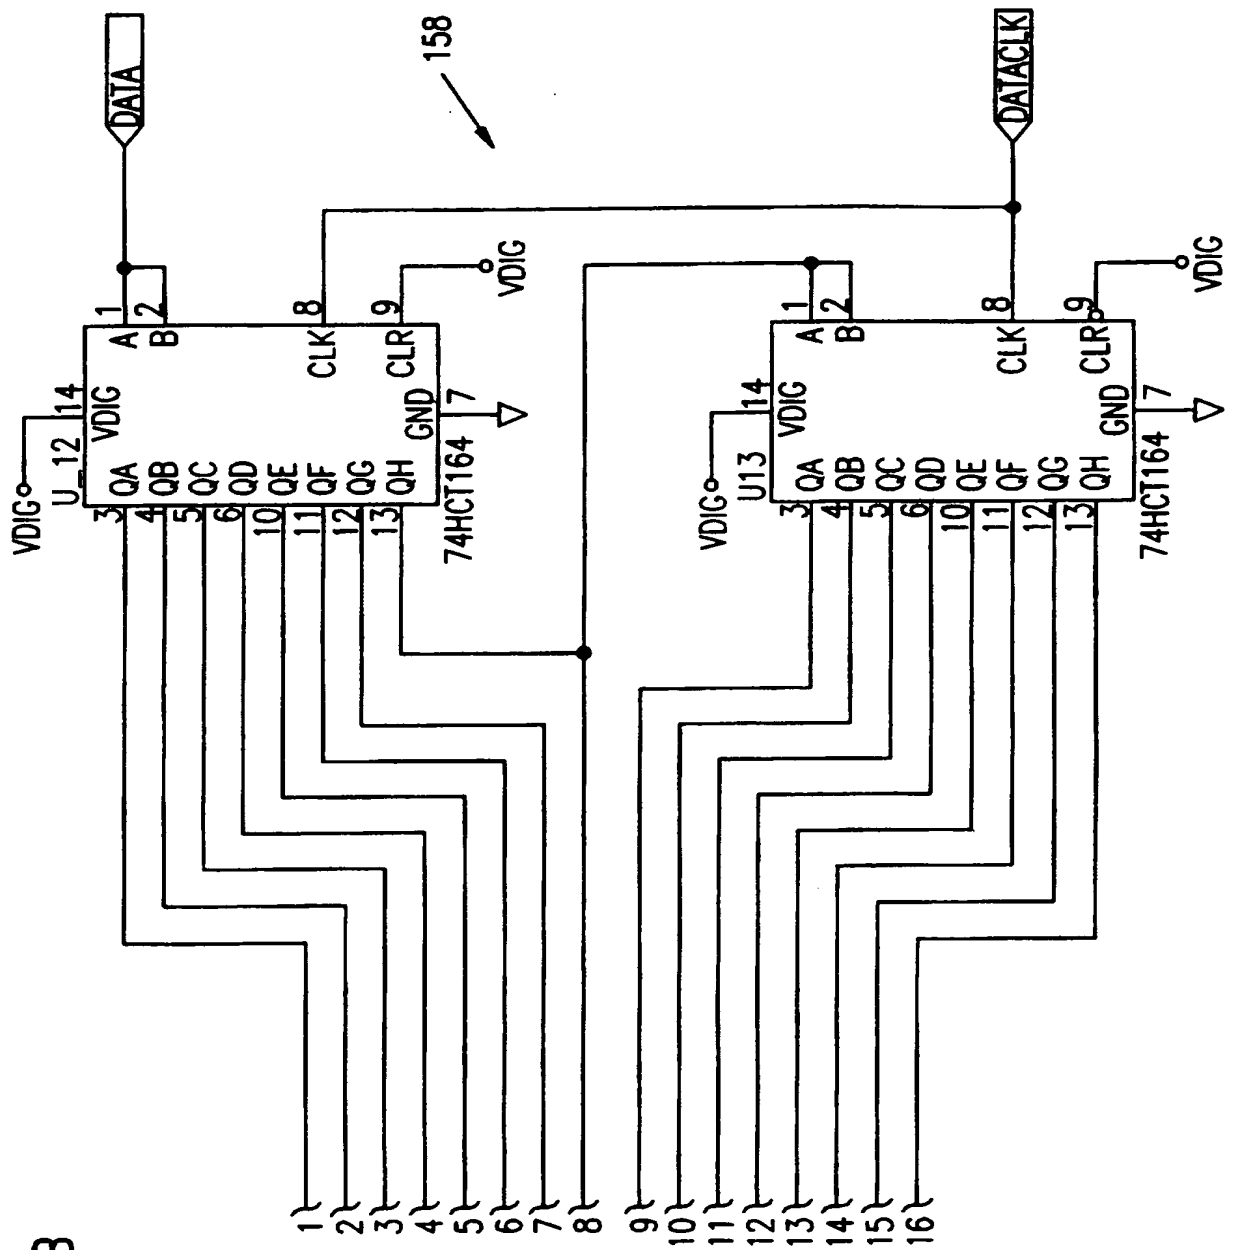 DATA
158
DATACLK
VDIG
U_12
14
VDIG
A 1
B 2
CLK 8
CLR 9
VDIG
GND 7
74HCT164
QA 3
QB 4
QC 5
QD 6
QE 10
QF 11
QG 12
QH 13
VDIG
U13
14
VDIG
A 1
B 2
CLK 8
CLR 9
VDIG
GND 7
74HCT164
QA 3
QB 4
QC 5
QD 6
QE 10
QF 11
QG 12
QH 13
1
2
3
4
5
6
7
8
9
10
11
12
13
14
15
16